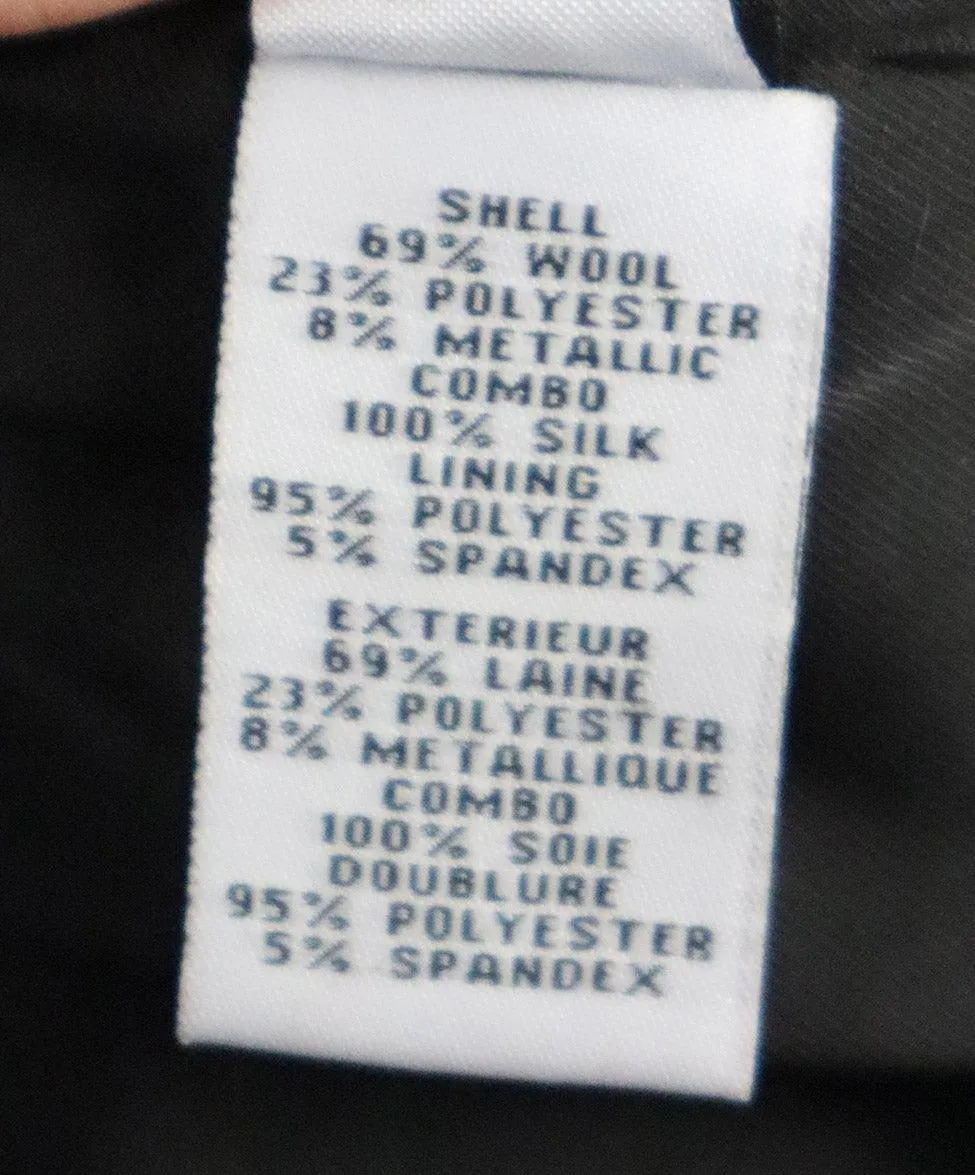 SHELL
69% WOOL
23% POLYESTER
8% METALLIC
COMBO
100% SILK
LINING
95% POLYESTER
5% SPANDEX
EXTERIEUR
69% LAINE
23% POLYESTER
8% METALLIQUE
COMBO
100% SOIE
DOUBLURE
95% POLYESTER
5% SPANDEX